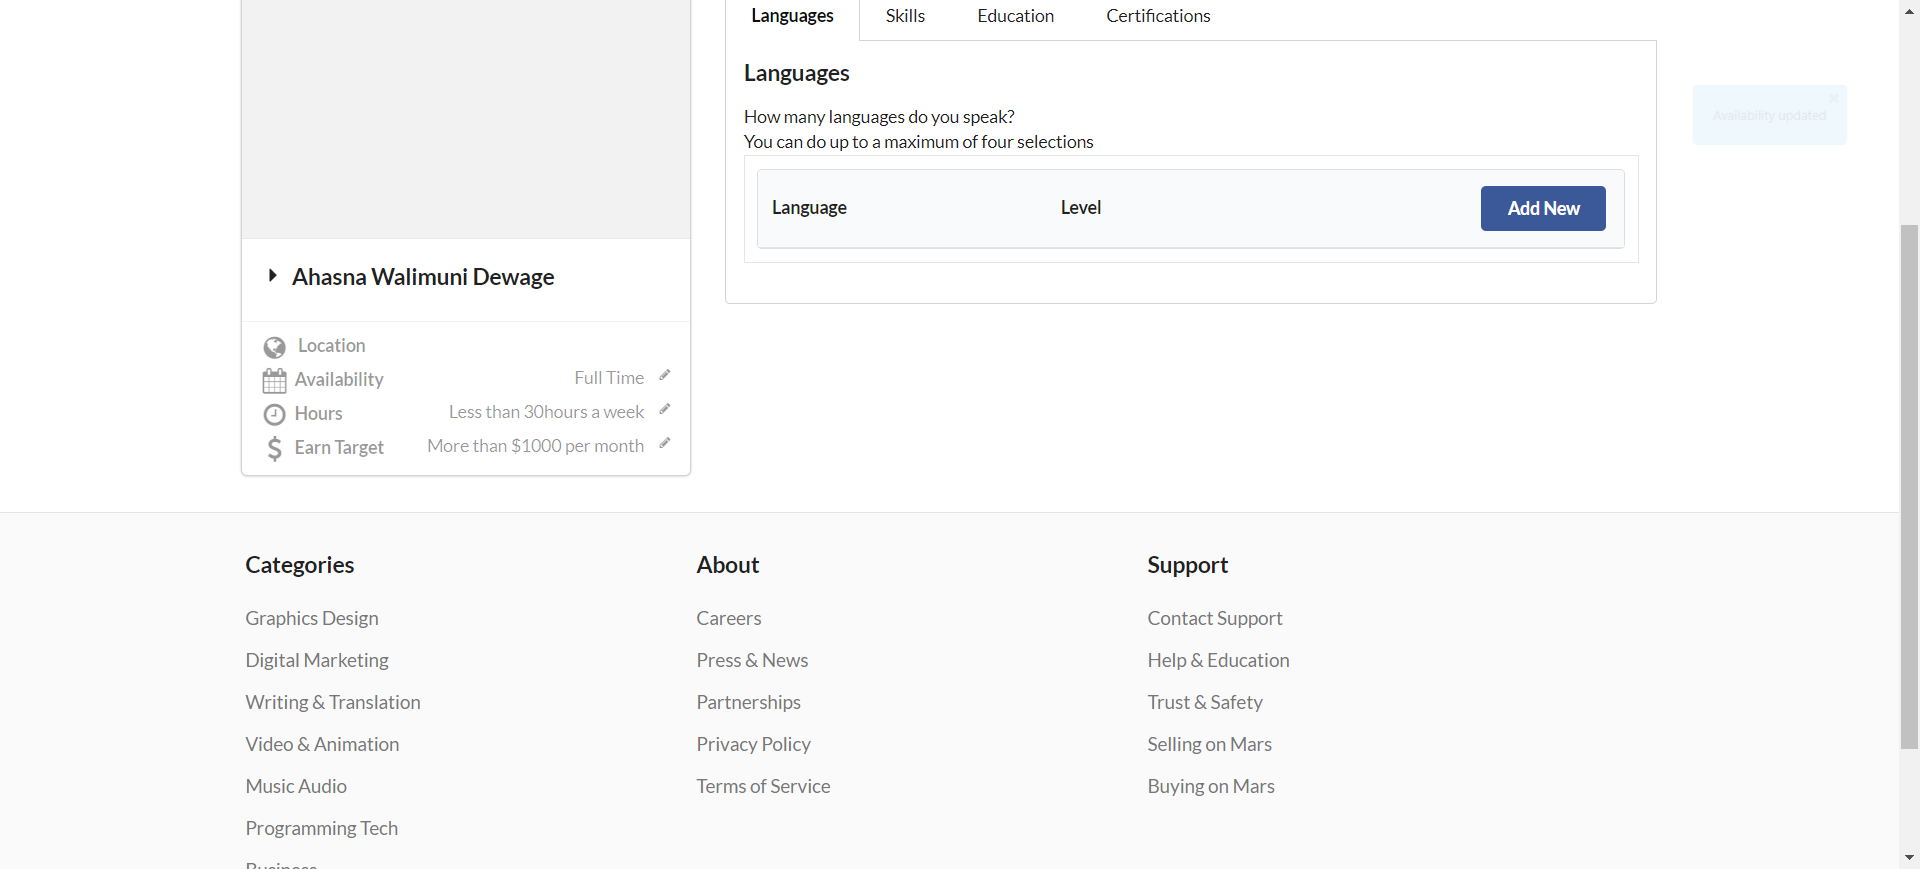 Languages Skills Education Certifications
Languages
How many languages do you speak?
You can do up to a maximum of four selections
Language Level Add New
Availability updated
Ahasna Walimuni Dewage
Location
Availability Full Time
Hours Less than 30hours a week
Earn Target More than $1000 per month
Categories
Graphics Design
Digital Marketing
Writing & Translation
Video & Animation
Music Audio
Programming Tech
Business
About
Careers
Press & News
Partnerships
Privacy Policy
Terms of Service
Support
Contact Support
Help & Education
Trust & Safety
Selling on Mars
Buying on Mars